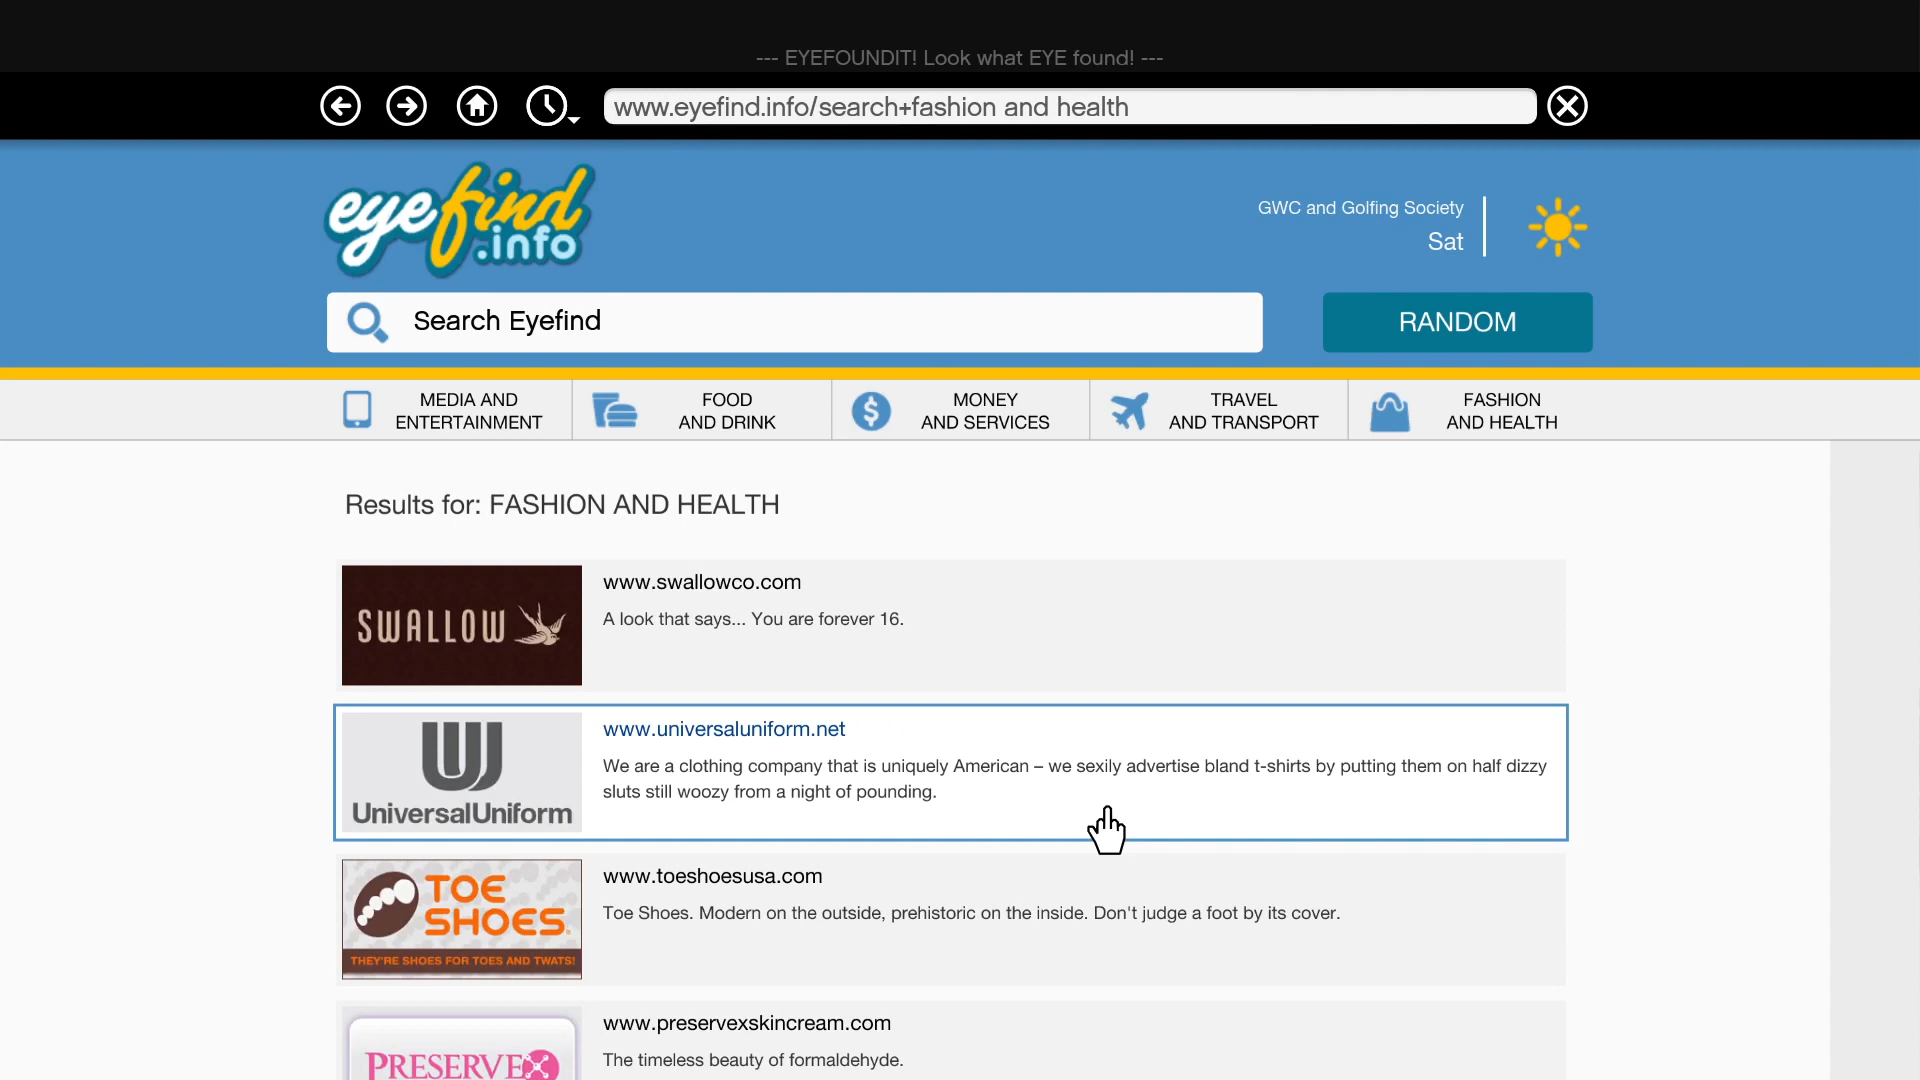 --- EYEFOUNDIT! Look what EYE found! ---
www.eyefind.info/search+fashion and health
eyefind
.info
GWC and Golfing Society
Sat
Search Eyefind
RANDOM
MEDIA AND
ENTERTAINMENT
FOOD
AND DRINK
MONEY
AND SERVICES
TRAVEL
AND TRANSPORT
FASHION
AND HEALTH
Results for: FASHION AND HEALTH
SWALLOW
www.swallowco.com
A look that says... You are forever 16.
UU
UniversalUniform
www.universaluniform.net
We are a clothing company that is uniquely American – we sexily advertise bland t-shirts by putting them on half dizzy
sluts still woozy from a night of pounding.
TOE
SHOES.
THEY'RE SHOES FOR TOES AND TWATS!
www.toeshoesusa.com
Toe Shoes. Modern on the outside, prehistoric on the inside. Don't judge a foot by its cover.
PRESERVEX
www.preservexskincream.com
The timeless beauty of formaldehyde.